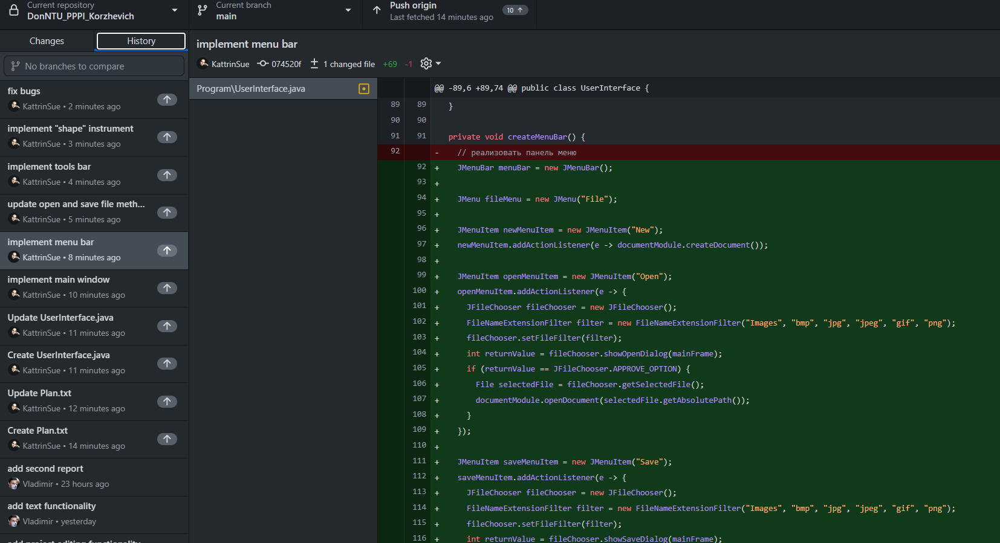 Current repository
DonNTU_PPPI_Korzhevich
Current branch
main
Push origin
Last fetched 14 minutes ago
10
Changes
History
No branches to compare
fix bugs
KattrinSue • 2 minutes ago
implement "shape" instrument
KattrinSue • 3 minutes ago
implement tools bar
KattrinSue • 4 minutes ago
update open and save file meth...
KattrinSue • 5 minutes ago
implement menu bar
KattrinSue • 8 minutes ago
implement main window
KattrinSue • 10 minutes ago
Update UserInterface.java
KattrinSue • 11 minutes ago
Create UserInterface.java
KattrinSue • 11 minutes ago
Update Plan.txt
KattrinSue • 12 minutes ago
Create Plan.txt
KattrinSue • 14 minutes ago
add second report
Vladimir • 23 hours ago
add text functionality
Vladimir • yesterday
add project editing functionality
implement menu bar
KattrinSue 074520f 1 changed file +69 -1
Program\UserInterface.java
@@ -89,6 +89,74 @@ public class UserInterface {
89 89 }
90 90
91 91 private void createMenuBar() {
92 - // реализовать панель меню
92 + JMenuBar menuBar = new JMenuBar();
93 +
94 + JMenu fileMenu = new JMenu("File");
95 +
96 + JMenuItem newMenuItem = new JMenuItem("New");
97 + newMenuItem.addActionListener(e -> documentModule.createDocument());
98 +
99 + JMenuItem openMenuItem = new JMenuItem("Open");
100 + openMenuItem.addActionListener(e -> {
101 + JFileChooser fileChooser = new JFileChooser();
102 + FileNameExtensionFilter filter = new FileNameExtensionFilter("Images", "bmp", "jpg", "jpeg", "gif", "png");
103 + fileChooser.setFileFilter(filter);
104 + int returnValue = fileChooser.showOpenDialog(mainFrame);
105 + if (returnValue == JFileChooser.APPROVE_OPTION) {
106 + File selectedFile = fileChooser.getSelectedFile();
107 + documentModule.openDocument(selectedFile.getAbsolutePath());
108 + }
109 + });
110 +
111 + JMenuItem saveMenuItem = new JMenuItem("Save");
112 + saveMenuItem.addActionListener(e -> {
113 + JFileChooser fileChooser = new JFileChooser();
114 + FileNameExtensionFilter filter = new FileNameExtensionFilter("Images", "bmp", "jpg", "jpeg", "gif", "png");
115 + fileChooser.setFileFilter(filter);
116 + int returnValue = fileChooser.showSaveDialog(mainFrame);